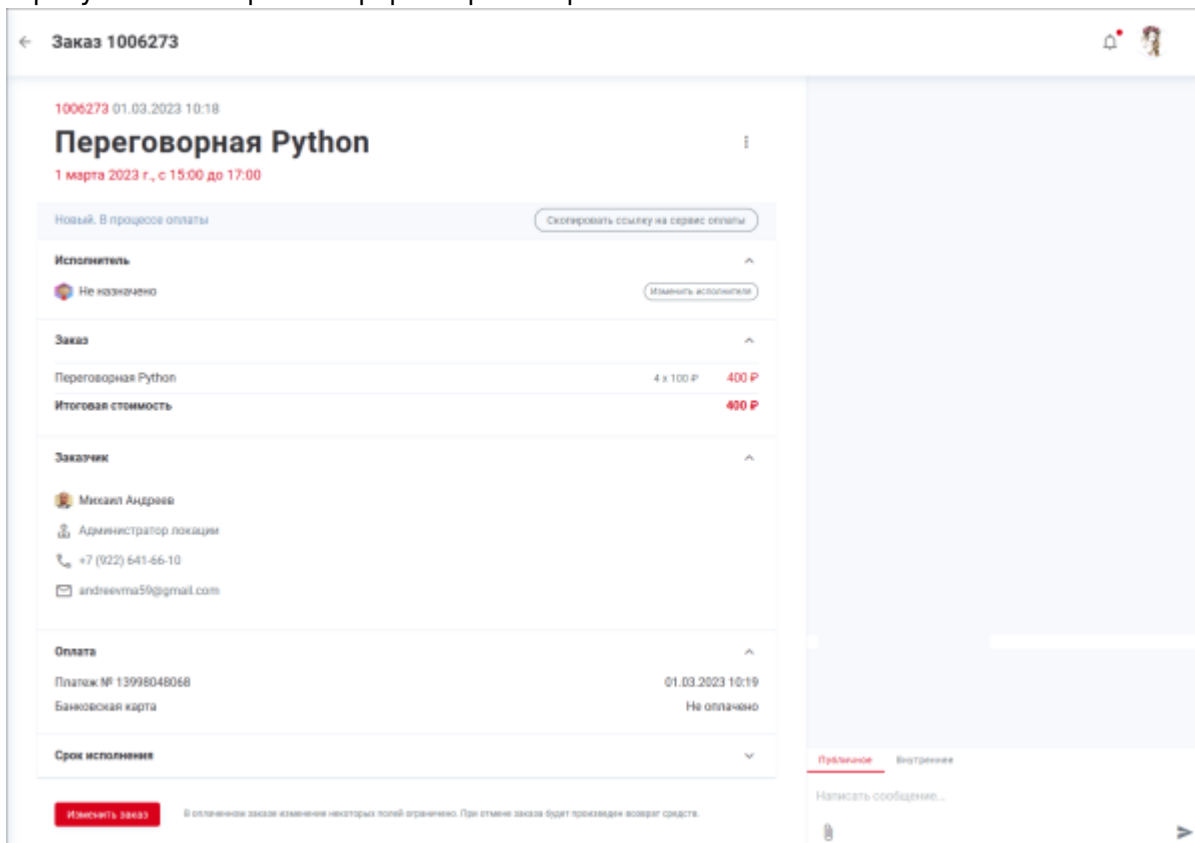 Заказ 1006273
1006273 01.03.2023 10:18
Переговорная Python
1 марта 2023 г., с 15:00 до 17:00
Новый. В процессе оплаты
Скопировать ссылку на сервис оплаты
Исполнитель
Не назначено
Изменить исполнителя
Заказ
Переговорная Python 4 x 100 ₽ 400 ₽
Итоговая стоимость 400 ₽
Заказчик
Михаил Андреев
Администратор локации
+7 (922) 641-66-10
andreevma59@gmail.com
Оплата
Платеж № 13998048068 01.03.2023 10:19
Банковская карта Не оплачено
Срок исполнения
Изменить заказ
В оплаченном заказе изменение некоторых полей ограничено. При отмене заказа будет произведен возврат средств.
Публичное Внутреннее
Написать сообщение...